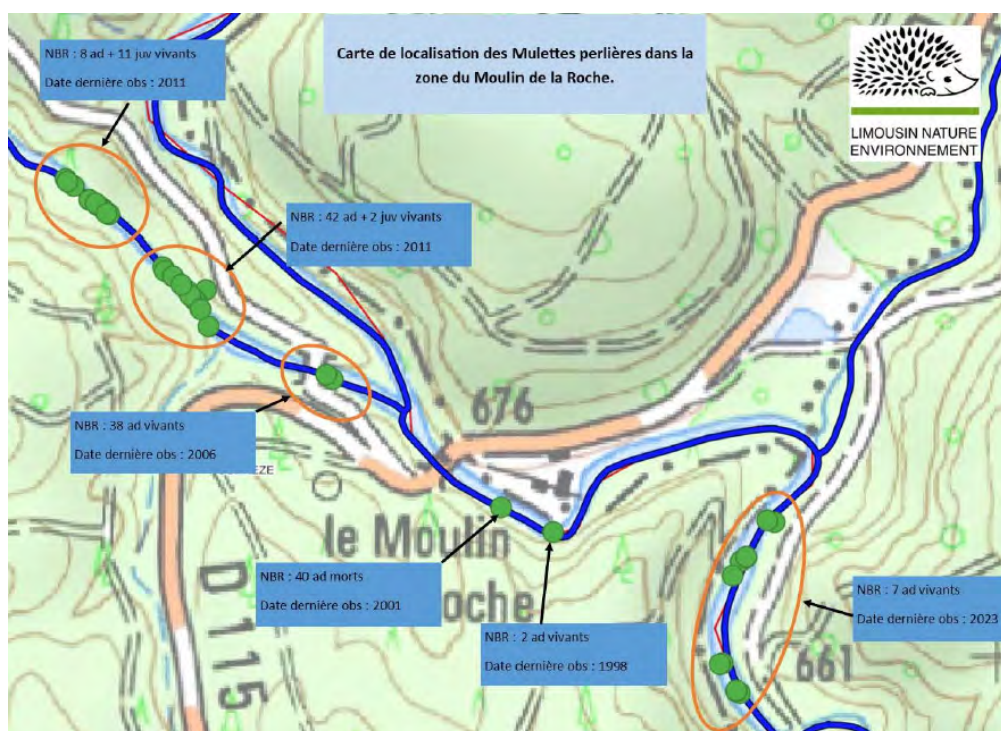 Carte de localisation des Mulettes perlières dans la
zone du Moulin de la Roche.
LIMOUSIN NATURE
ENVIRONNEMENT
NBR : 8 ad + 11 juv vivants
Date dernière obs : 2011
NBR : 42 ad + 2 juv vivants
Date dernière obs : 2011
NBR : 38 ad vivants
Date dernière obs : 2006
EZE
676
le Moulin
oche
D115
NBR : 40 ad morts
Date dernière obs : 2001
NBR : 2 ad vivants
Date dernière obs : 1998
NBR : 7 ad vivants
Date dernière obs : 2023
661